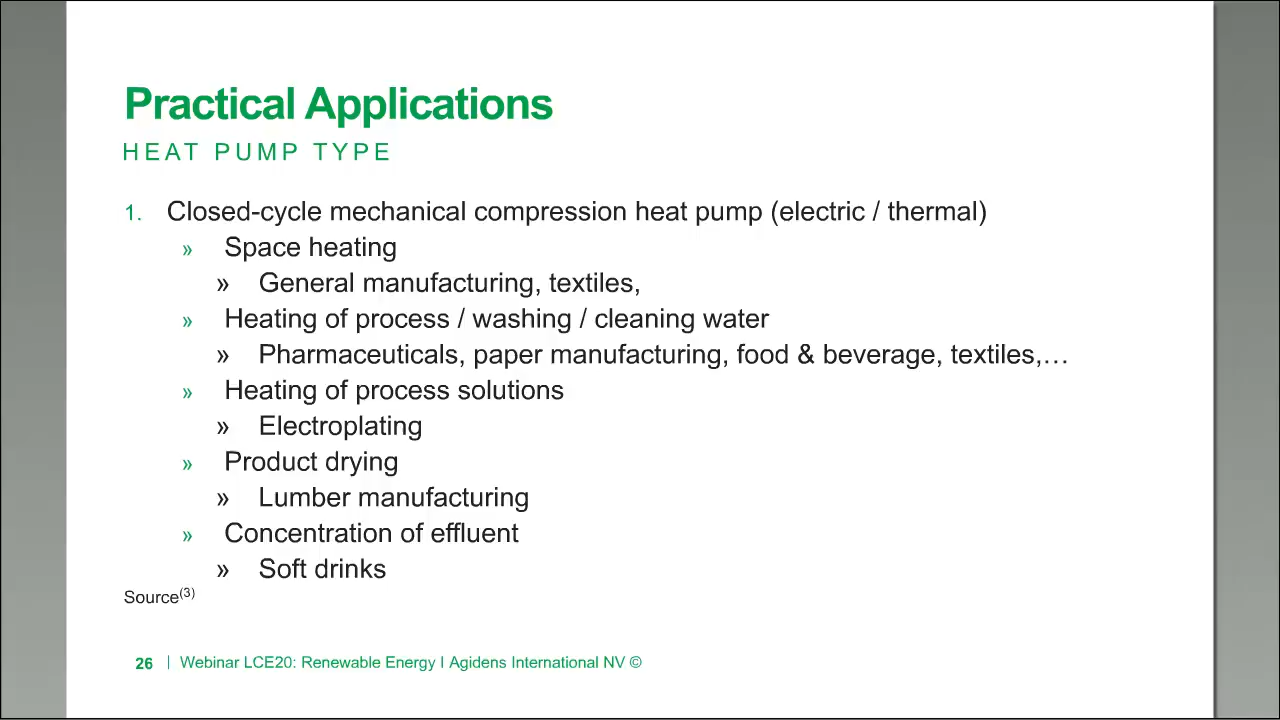 Practical Applications
HEAT PUMP TYPE
1. Closed-cycle mechanical compression heat pump (electric / thermal)
» Space heating
» General manufacturing, textiles,
» Heating of process / washing / cleaning water
» Pharmaceuticals, paper manufacturing, food & beverage, textiles,…
» Heating of process solutions
» Electroplating
» Product drying
» Lumber manufacturing
» Concentration of effluent
» Soft drinks
Source(3)
26 | Webinar LCE20: Renewable Energy I Agidens International NV ©